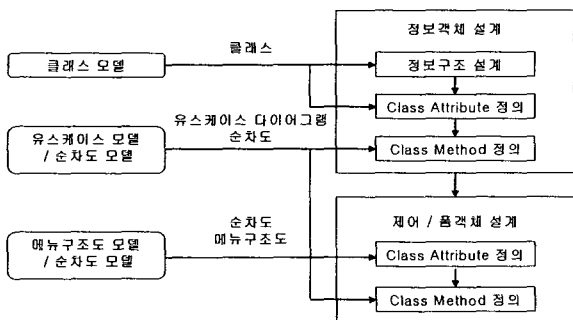 클래스 모델
유스케이스 모델
/ 순차도 모델
메뉴구조도 모델
/ 순차도 모델
클래스
유스케이스 다이어그램
순차도
순차도
메뉴구조도
정보객체 설계
정보구조 설계
Class Attribute 정의
Class Method 정의
제어 / 폼객체 설계
Class Attribute 정의
Class Method 정의